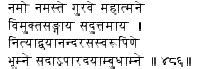 नमो नमस्ते गुरवे महात्मने
विमुक्तसङ्गाय सदुत्तमाय ।
नित्याद्वयानन्दरसस्वरूपिणे
भूम्ने सदाऽपारदयाम्बुधाम्ने ॥ ४८६॥